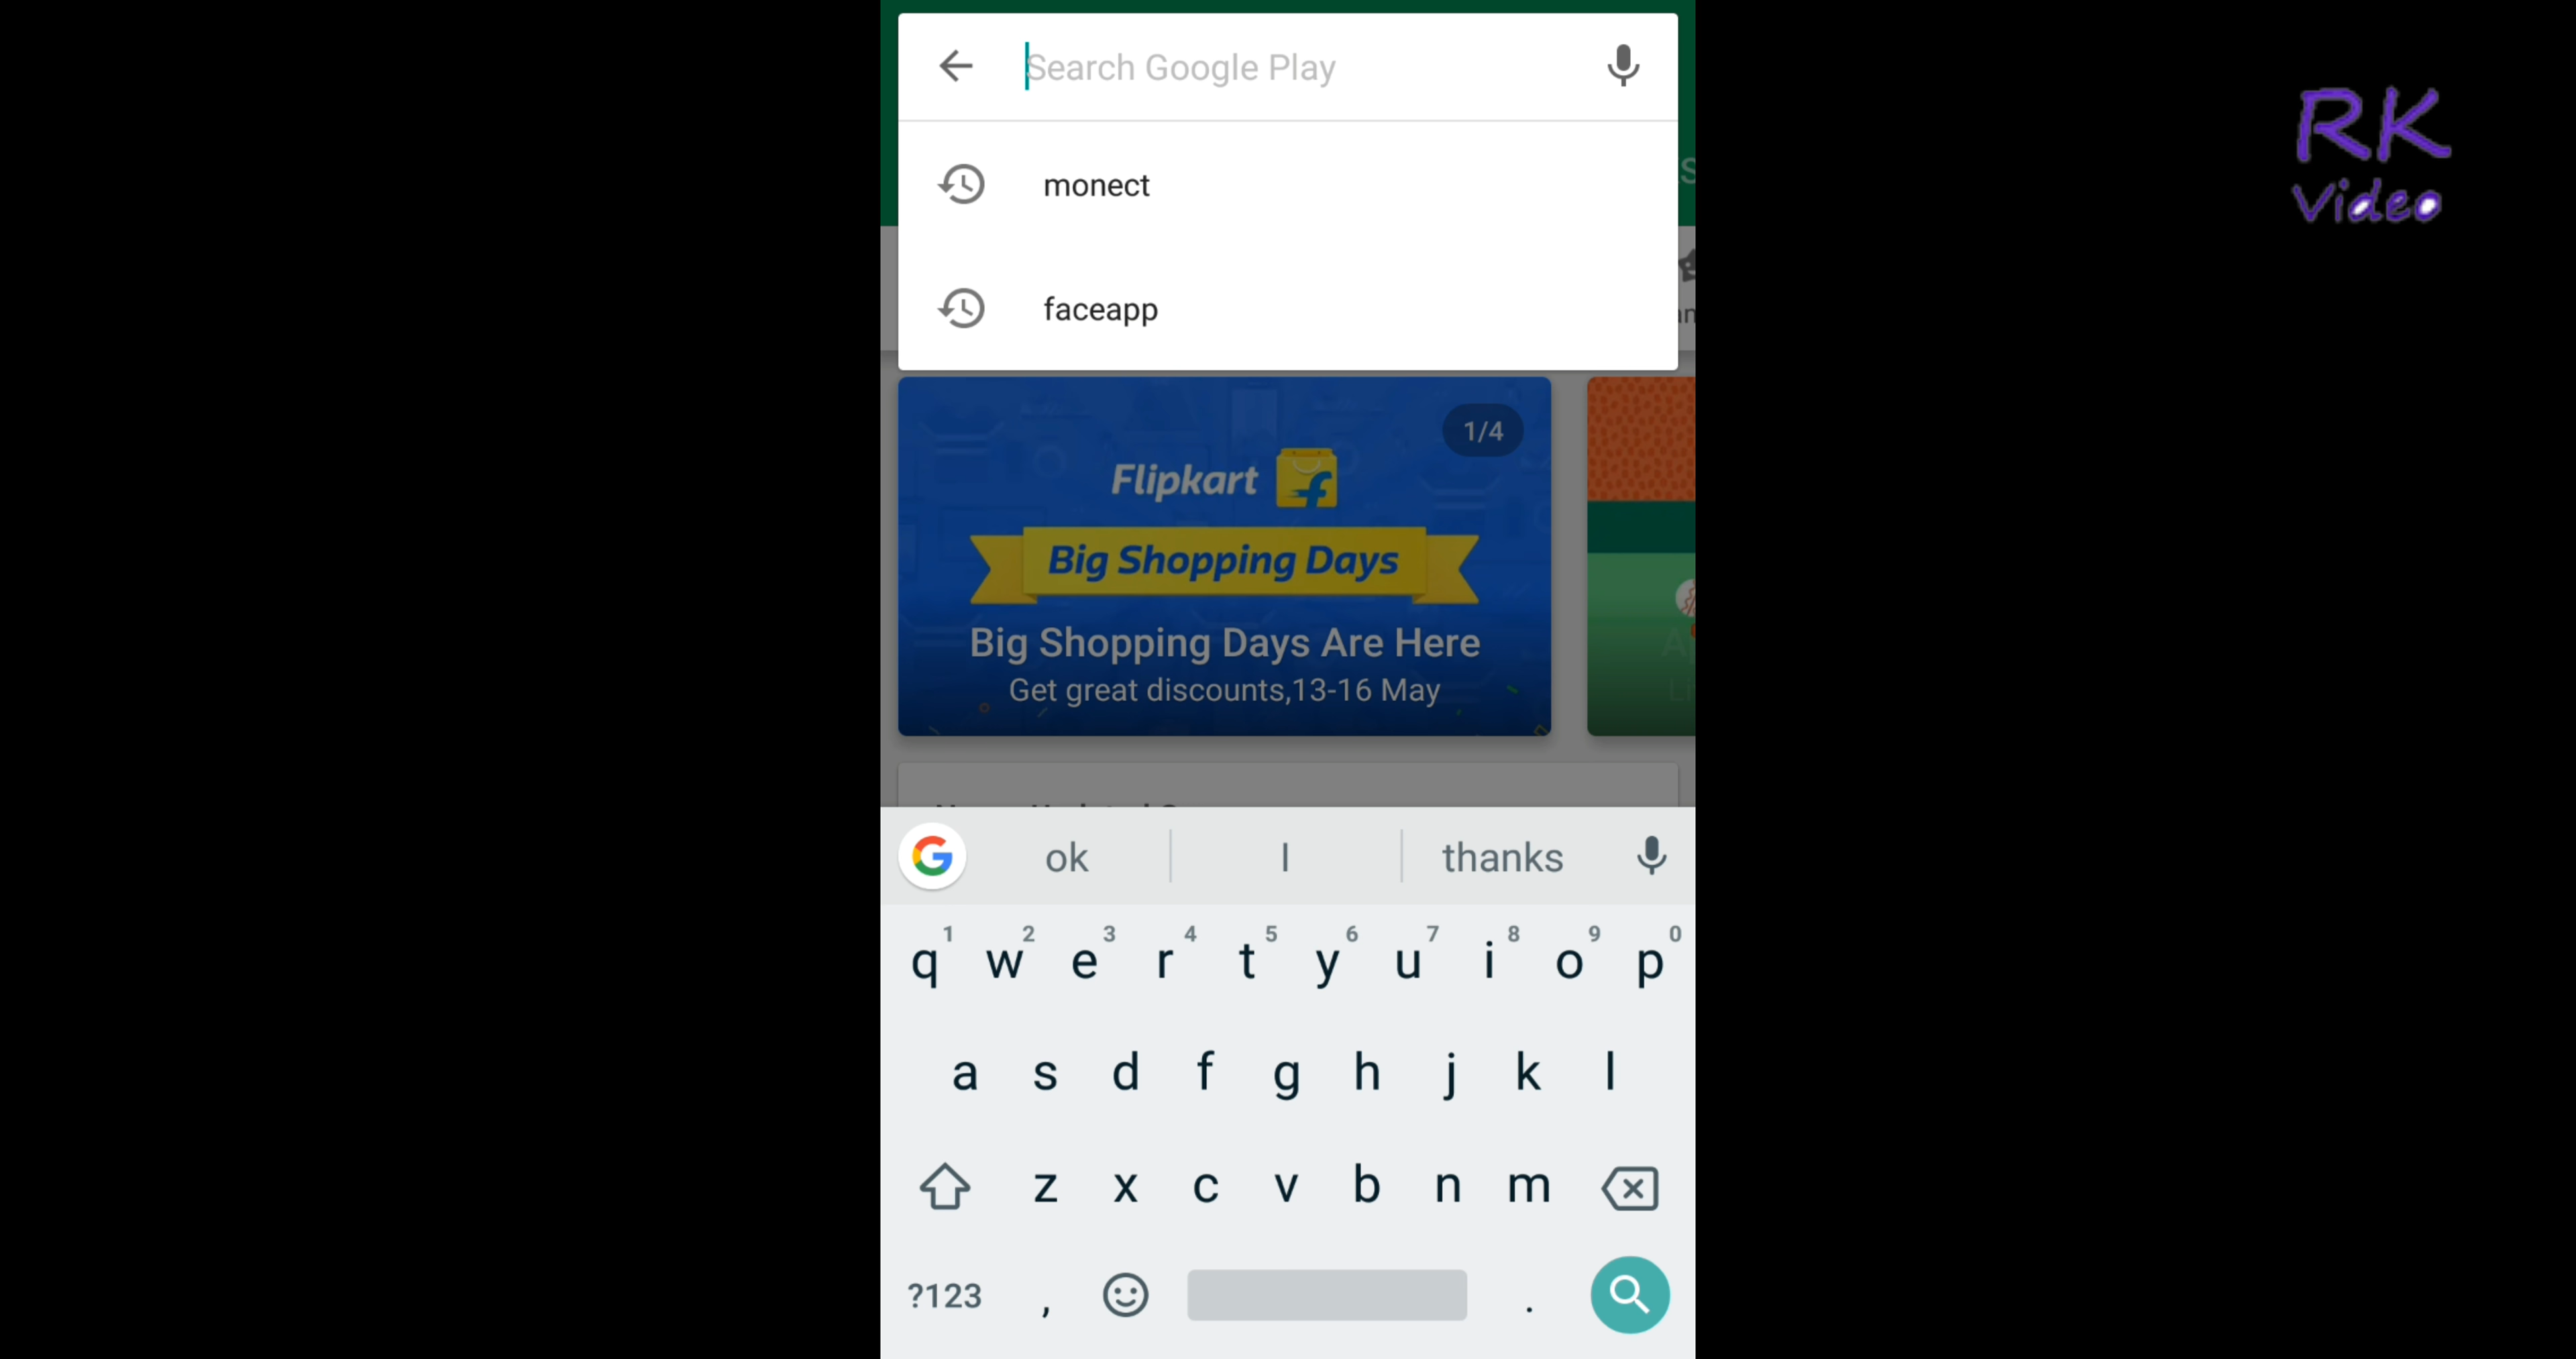 Search Google Play
RK
Video
monect
faceapp
1/4
Flipkart
Big Shopping Days
Big Shopping Days Are Here
Get great discounts,13-16 May
ok I thanks
1 2 3 4 5 6 7 8 9 0
q w e r t y u i o p
a s d f g h j k l
z x c v b n m
?123 , .